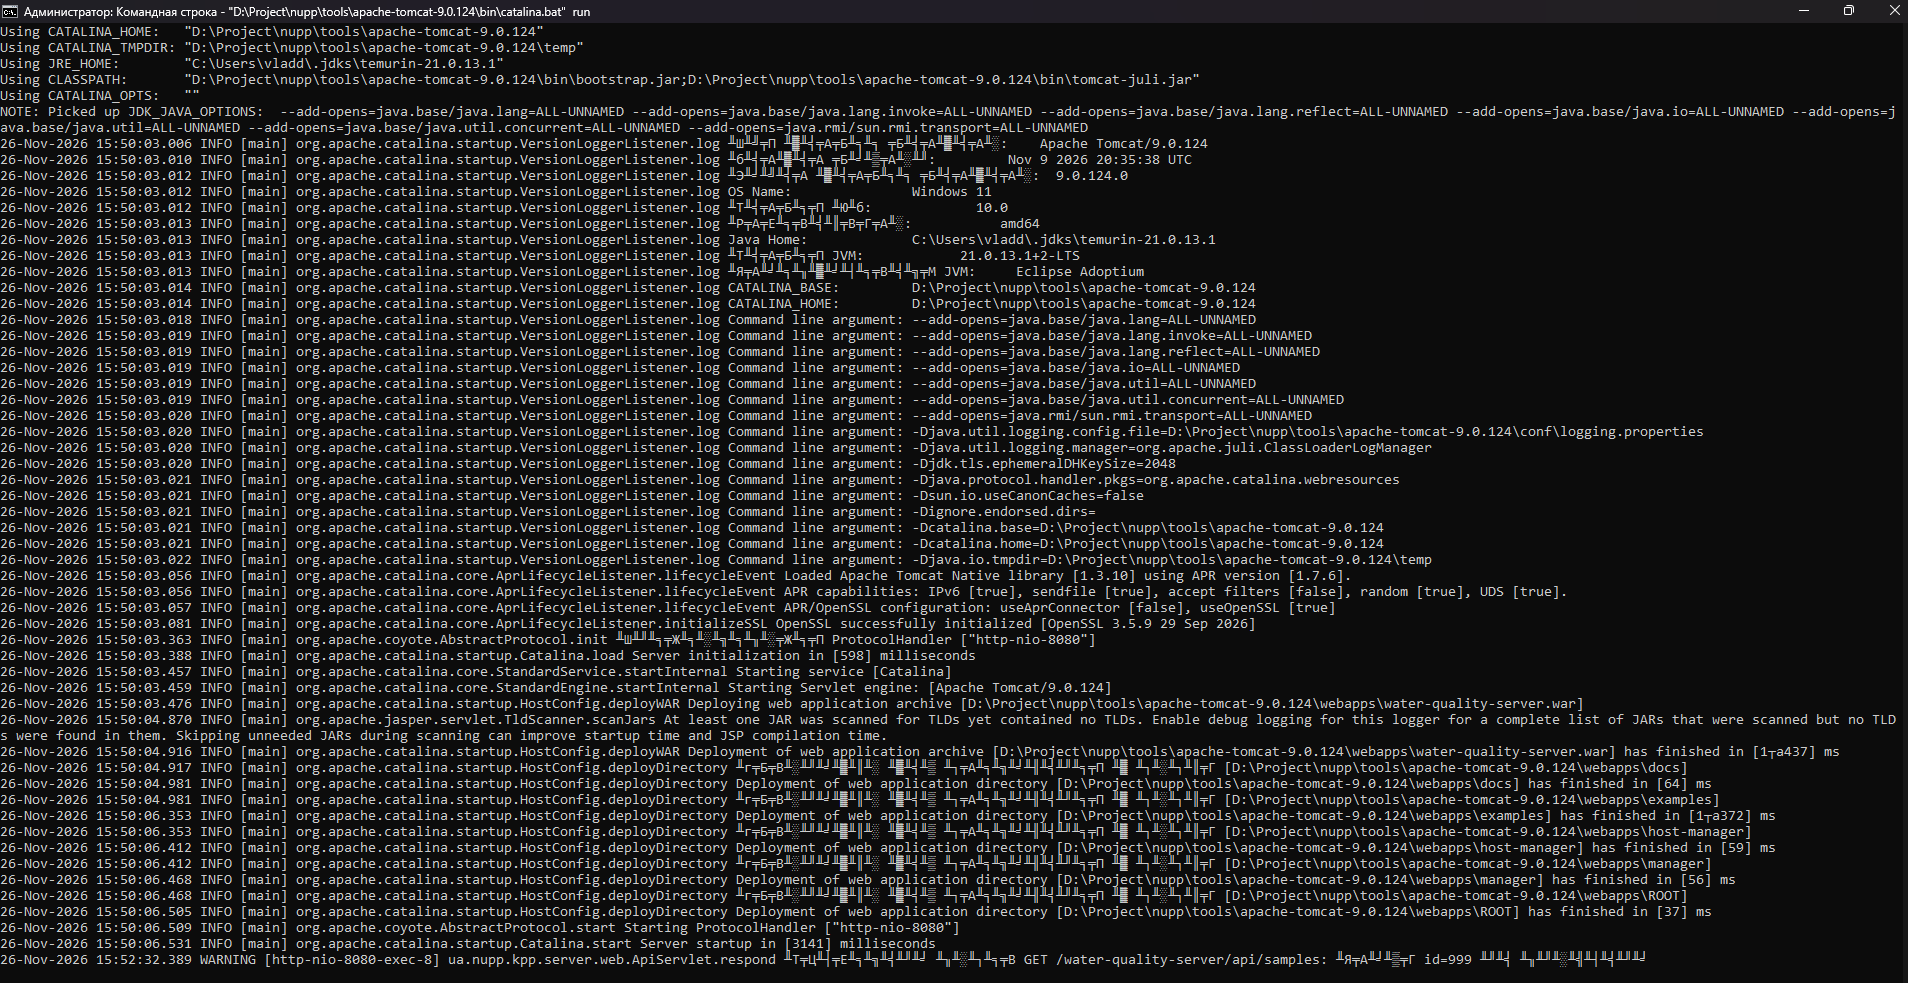 Администратор: Командная строка - "D:\Project\nupp\tools\apache-tomcat-9.0.124\bin\catalina.bat" run
Using CATALINA_HOME:   "D:\Project\nupp\tools\apache-tomcat-9.0.124"
Using CATALINA_TMPDIR: "D:\Project\nupp\tools\apache-tomcat-9.0.124\temp"
Using JRE_HOME:        "C:\Users\vladd\.jdks\temurin-21.0.13.1"
Using CLASSPATH:       "D:\Project\nupp\tools\apache-tomcat-9.0.124\bin\bootstrap.jar;D:\Project\nupp\tools\apache-tomcat-9.0.124\bin\tomcat-juli.jar"
Using CATALINA_OPTS:   ""
NOTE: Picked up JDK_JAVA_OPTIONS:  --add-opens=java.base/java.lang=ALL-UNNAMED --add-opens=java.base/java.lang.invoke=ALL-UNNAMED --add-opens=java.base/java.lang.reflect=ALL-UNNAMED --add-opens=java.base/java.io=ALL-UNNAMED --add-opens=j
ava.base/java.util=ALL-UNNAMED --add-opens=java.base/java.util.concurrent=ALL-UNNAMED --add-opens=java.rmi/sun.rmi.transport=ALL-UNNAMED
26-Nov-2026 15:50:03.006 INFO [main] org.apache.catalina.startup.VersionLoggerListener.log Apache Tomcat/9.0.124
26-Nov-2026 15:50:03.010 INFO [main] org.apache.catalina.startup.VersionLoggerListener.log Nov 9 2026 20:35:38 UTC
26-Nov-2026 15:50:03.012 INFO [main] org.apache.catalina.startup.VersionLoggerListener.log 9.0.124.0
26-Nov-2026 15:50:03.012 INFO [main] org.apache.catalina.startup.VersionLoggerListener.log OS Name:               Windows 11
26-Nov-2026 15:50:03.012 INFO [main] org.apache.catalina.startup.VersionLoggerListener.log 10.0
26-Nov-2026 15:50:03.013 INFO [main] org.apache.catalina.startup.VersionLoggerListener.log amd64
26-Nov-2026 15:50:03.013 INFO [main] org.apache.catalina.startup.VersionLoggerListener.log Java Home:             C:\Users\vladd\.jdks\temurin-21.0.13.1
26-Nov-2026 15:50:03.013 INFO [main] org.apache.catalina.startup.VersionLoggerListener.log JVM:            21.0.13.1+2-LTS
26-Nov-2026 15:50:03.013 INFO [main] org.apache.catalina.startup.VersionLoggerListener.log JVM:     Eclipse Adoptium
26-Nov-2026 15:50:03.014 INFO [main] org.apache.catalina.startup.VersionLoggerListener.log CATALINA_BASE:         D:\Project\nupp\tools\apache-tomcat-9.0.124
26-Nov-2026 15:50:03.014 INFO [main] org.apache.catalina.startup.VersionLoggerListener.log CATALINA_HOME:         D:\Project\nupp\tools\apache-tomcat-9.0.124
26-Nov-2026 15:50:03.018 INFO [main] org.apache.catalina.startup.VersionLoggerListener.log Command line argument: --add-opens=java.base/java.lang=ALL-UNNAMED
26-Nov-2026 15:50:03.019 INFO [main] org.apache.catalina.startup.VersionLoggerListener.log Command line argument: --add-opens=java.base/java.lang.invoke=ALL-UNNAMED
26-Nov-2026 15:50:03.019 INFO [main] org.apache.catalina.startup.VersionLoggerListener.log Command line argument: --add-opens=java.base/java.lang.reflect=ALL-UNNAMED
26-Nov-2026 15:50:03.019 INFO [main] org.apache.catalina.startup.VersionLoggerListener.log Command line argument: --add-opens=java.base/java.io=ALL-UNNAMED
26-Nov-2026 15:50:03.019 INFO [main] org.apache.catalina.startup.VersionLoggerListener.log Command line argument: --add-opens=java.base/java.util=ALL-UNNAMED
26-Nov-2026 15:50:03.019 INFO [main] org.apache.catalina.startup.VersionLoggerListener.log Command line argument: --add-opens=java.base/java.util.concurrent=ALL-UNNAMED
26-Nov-2026 15:50:03.020 INFO [main] org.apache.catalina.startup.VersionLoggerListener.log Command line argument: --add-opens=java.rmi/sun.rmi.transport=ALL-UNNAMED
26-Nov-2026 15:50:03.020 INFO [main] org.apache.catalina.startup.VersionLoggerListener.log Command line argument: -Djava.util.logging.config.file=D:\Project\nupp\tools\apache-tomcat-9.0.124\conf\logging.properties
26-Nov-2026 15:50:03.020 INFO [main] org.apache.catalina.startup.VersionLoggerListener.log Command line argument: -Djava.util.logging.manager=org.apache.juli.ClassLoaderLogManager
26-Nov-2026 15:50:03.020 INFO [main] org.apache.catalina.startup.VersionLoggerListener.log Command line argument: -Djdk.tls.ephemeralDHKeySize=2048
26-Nov-2026 15:50:03.021 INFO [main] org.apache.catalina.startup.VersionLoggerListener.log Command line argument: -Djava.protocol.handler.pkgs=org.apache.catalina.webresources
26-Nov-2026 15:50:03.021 INFO [main] org.apache.catalina.startup.VersionLoggerListener.log Command line argument: -Dsun.io.useCanonCaches=false
26-Nov-2026 15:50:03.021 INFO [main] org.apache.catalina.startup.VersionLoggerListener.log Command line argument: -Dignore.endorsed.dirs=
26-Nov-2026 15:50:03.021 INFO [main] org.apache.catalina.startup.VersionLoggerListener.log Command line argument: -Dcatalina.base=D:\Project\nupp\tools\apache-tomcat-9.0.124
26-Nov-2026 15:50:03.021 INFO [main] org.apache.catalina.startup.VersionLoggerListener.log Command line argument: -Dcatalina.home=D:\Project\nupp\tools\apache-tomcat-9.0.124
26-Nov-2026 15:50:03.022 INFO [main] org.apache.catalina.startup.VersionLoggerListener.log Command line argument: -Djava.io.tmpdir=D:\Project\nupp\tools\apache-tomcat-9.0.124\temp
26-Nov-2026 15:50:03.056 INFO [main] org.apache.catalina.core.AprLifecycleListener.lifecycleEvent Loaded Apache Tomcat Native library [1.3.10] using APR version [1.7.6].
26-Nov-2026 15:50:03.056 INFO [main] org.apache.catalina.core.AprLifecycleListener.lifecycleEvent APR capabilities: IPv6 [true], sendfile [true], accept filters [false], random [true], UDS [true].
26-Nov-2026 15:50:03.057 INFO [main] org.apache.catalina.core.AprLifecycleListener.lifecycleEvent APR/OpenSSL configuration: useAprConnector [false], useOpenSSL [true]
26-Nov-2026 15:50:03.081 INFO [main] org.apache.catalina.core.AprLifecycleListener.initializeSSL OpenSSL successfully initialized [OpenSSL 3.5.9 29 Sep 2026]
26-Nov-2026 15:50:03.363 INFO [main] org.apache.coyote.AbstractProtocol.init ProtocolHandler ["http-nio-8080"]
26-Nov-2026 15:50:03.388 INFO [main] org.apache.catalina.startup.Catalina.load Server initialization in [598] milliseconds
26-Nov-2026 15:50:03.457 INFO [main] org.apache.catalina.core.StandardService.startInternal Starting service [Catalina]
26-Nov-2026 15:50:03.459 INFO [main] org.apache.catalina.core.StandardEngine.startInternal Starting Servlet engine: [Apache Tomcat/9.0.124]
26-Nov-2026 15:50:03.476 INFO [main] org.apache.catalina.startup.HostConfig.deployWAR Deploying web application archive [D:\Project\nupp\tools\apache-tomcat-9.0.124\webapps\water-quality-server.war]
26-Nov-2026 15:50:04.870 INFO [main] org.apache.jasper.servlet.TldScanner.scanJars At least one JAR was scanned for TLDs yet contained no TLDs. Enable debug logging for this logger for a complete list of JARs that were scanned but no TLD
s were found in them. Skipping unneeded JARs during scanning can improve startup time and JSP compilation time.
26-Nov-2026 15:50:04.916 INFO [main] org.apache.catalina.startup.HostConfig.deployWAR Deployment of web application archive [D:\Project\nupp\tools\apache-tomcat-9.0.124\webapps\water-quality-server.war] has finished in [1┬а437] ms
26-Nov-2026 15:50:04.917 INFO [main] org.apache.catalina.startup.HostConfig.deployDirectory [D:\Project\nupp\tools\apache-tomcat-9.0.124\webapps\docs]
26-Nov-2026 15:50:04.981 INFO [main] org.apache.catalina.startup.HostConfig.deployDirectory Deployment of web application directory [D:\Project\nupp\tools\apache-tomcat-9.0.124\webapps\docs] has finished in [64] ms
26-Nov-2026 15:50:04.981 INFO [main] org.apache.catalina.startup.HostConfig.deployDirectory [D:\Project\nupp\tools\apache-tomcat-9.0.124\webapps\examples]
26-Nov-2026 15:50:06.353 INFO [main] org.apache.catalina.startup.HostConfig.deployDirectory Deployment of web application directory [D:\Project\nupp\tools\apache-tomcat-9.0.124\webapps\examples] has finished in [1┬а372] ms
26-Nov-2026 15:50:06.353 INFO [main] org.apache.catalina.startup.HostConfig.deployDirectory [D:\Project\nupp\tools\apache-tomcat-9.0.124\webapps\host-manager]
26-Nov-2026 15:50:06.412 INFO [main] org.apache.catalina.startup.HostConfig.deployDirectory Deployment of web application directory [D:\Project\nupp\tools\apache-tomcat-9.0.124\webapps\host-manager] has finished in [59] ms
26-Nov-2026 15:50:06.412 INFO [main] org.apache.catalina.startup.HostConfig.deployDirectory [D:\Project\nupp\tools\apache-tomcat-9.0.124\webapps\manager]
26-Nov-2026 15:50:06.468 INFO [main] org.apache.catalina.startup.HostConfig.deployDirectory Deployment of web application directory [D:\Project\nupp\tools\apache-tomcat-9.0.124\webapps\manager] has finished in [56] ms
26-Nov-2026 15:50:06.468 INFO [main] org.apache.catalina.startup.HostConfig.deployDirectory [D:\Project\nupp\tools\apache-tomcat-9.0.124\webapps\ROOT]
26-Nov-2026 15:50:06.505 INFO [main] org.apache.catalina.startup.HostConfig.deployDirectory Deployment of web application directory [D:\Project\nupp\tools\apache-tomcat-9.0.124\webapps\ROOT] has finished in [37] ms
26-Nov-2026 15:50:06.509 INFO [main] org.apache.coyote.AbstractProtocol.start Starting ProtocolHandler ["http-nio-8080"]
26-Nov-2026 15:50:06.531 INFO [main] org.apache.catalina.startup.Catalina.start Server startup in [3141] milliseconds
26-Nov-2026 15:52:32.389 WARNING [http-nio-8080-exec-8] ua.nupp.kpp.server.web.ApiServlet.respond GET /water-quality-server/api/samples: id=999